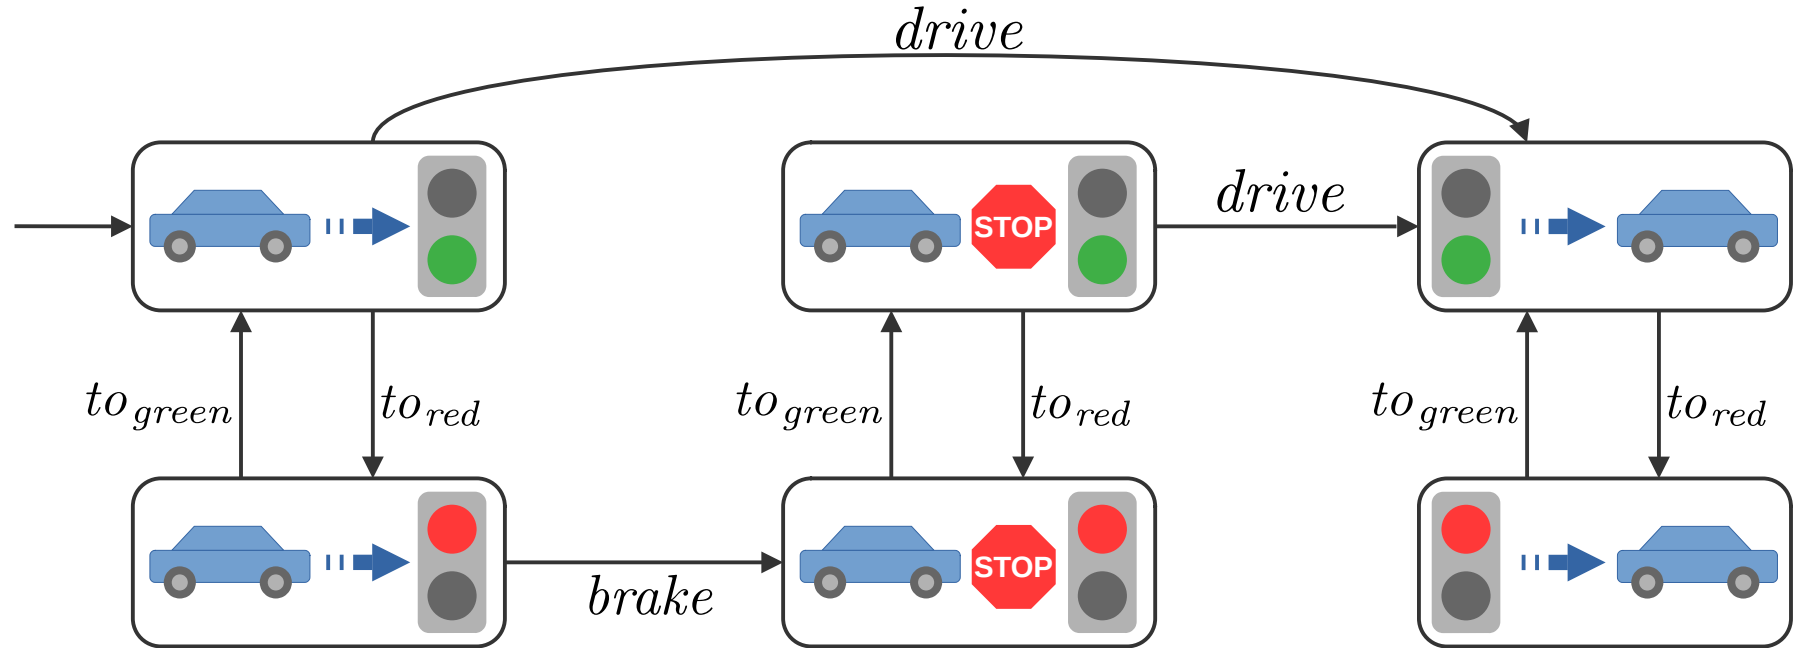 drive
STOP
drive
to green
to red
to green
to red
to green
to red
STOP
brake